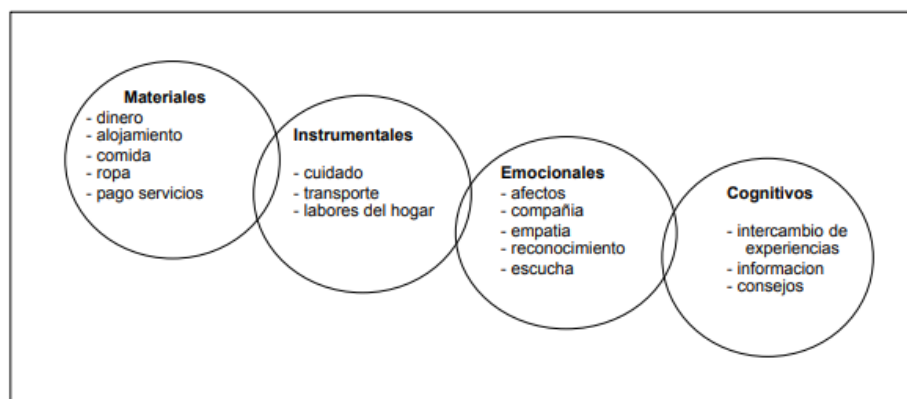 Materiales
- dinero
- alojamiento
- comida
- ropa
- pago servicios
Instrumentales
- cuidado
- transporte
- labores del hogar
Emocionales
- afectos
- compañia
- empatia
- reconocimiento
- escucha
Cognitivos
- intercambio de
experiencias
- informacion
- consejos